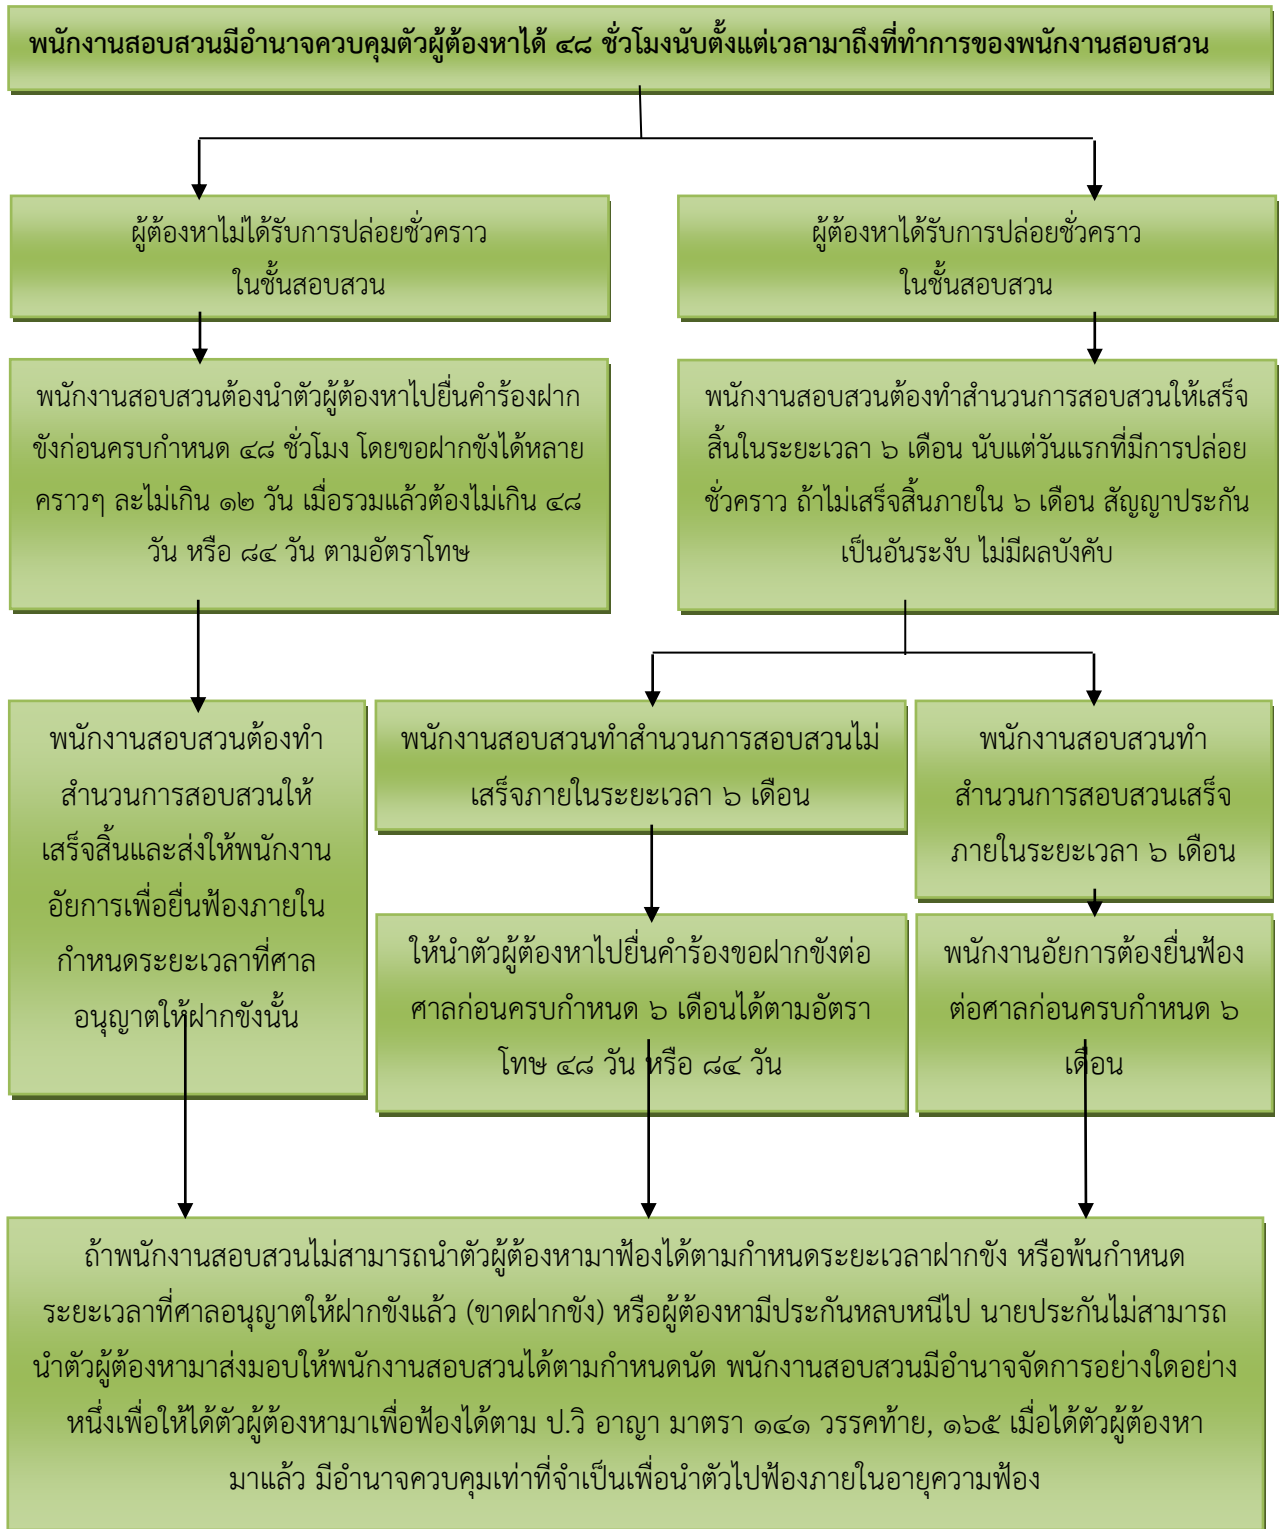 พนักงานสอบสวนมีอำนาจควบคุมตัวผู้ต้องหาได้ ๔๘ ชั่วโมงนับตั้งแต่เวลามาถึงที่ทำการของพนักงานสอบสวน
ผู้ต้องหาไม่ได้รับการปล่อยชั่วคราว
ในชั้นสอบสวน
ผู้ต้องหาได้รับการปล่อยชั่วคราว
ในชั้นสอบสวน
พนักงานสอบสวนต้องนำตัวผู้ต้องหาไปยื่นคำร้องฝาก
ขังก่อนครบกำหนด ๔๘ ชั่วโมง โดยขอฝากขังได้หลาย
คราวๆ ละไม่เกิน ๑๒ วัน เมื่อรวมแล้วต้องไม่เกิน ๔๘
วัน หรือ ๘๔ วัน ตามอัตราโทษ
พนักงานสอบสวนต้องทำสำนวนการสอบสวนให้เสร็จ
สิ้นในระยะเวลา ๖ เดือน นับแต่วันแรกที่มีการปล่อย
ชั่วคราว ถ้าไม่เสร็จสิ้นภายใน ๖ เดือน สัญญาประกัน
เป็นอันระงับ ไม่มีผลบังคับ
พนักงานสอบสวนต้องทำ
สำนวนการสอบสวนให้
เสร็จสิ้นและส่งให้พนักงาน
อัยการเพื่อยื่นฟ้องภายใน
กำหนดระยะเวลาที่ศาล
อนุญาตให้ฝากขังนั้น
พนักงานสอบสวนทำสำนวนการสอบสวนไม่
เสร็จภายในระยะเวลา ๖ เดือน
พนักงานสอบสวนทำ
สำนวนการสอบสวนเสร็จ
ภายในระยะเวลา ๖ เดือน
ให้นำตัวผู้ต้องหาไปยื่นคำร้องขอฝากขังต่อ
ศาลก่อนครบกำหนด ๖ เดือนได้ตามอัตรา
โทษ ๔๘ วัน หรือ ๘๔ วัน
พนักงานอัยการต้องยื่นฟ้อง
ต่อศาลก่อนครบกำหนด ๖
เดือน
ถ้าพนักงานสอบสวนไม่สามารถนำตัวผู้ต้องหามาฟ้องได้ตามกำหนดระยะเวลาฝากขัง หรือพ้นกำหนด
ระยะเวลาที่ศาลอนุญาตให้ฝากขังแล้ว (ขาดฝากขัง) หรือผู้ต้องหามีประกันหลบหนีไป นายประกันไม่สามารถ
นำตัวผู้ต้องหามาส่งมอบให้พนักงานสอบสวนได้ตามกำหนดนัด พนักงานสอบสวนมีอำนาจจัดการอย่างใดอย่าง
หนึ่งเพื่อให้ได้ตัวผู้ต้องหามาเพื่อฟ้องได้ตาม ป.วิ อาญา มาตรา ๑๔๑ วรรคท้าย, ๑๖๕ เมื่อได้ตัวผู้ต้องหา
มาแล้ว มีอำนาจควบคุมเท่าที่จำเป็นเพื่อนำตัวไปฟ้องภายในอายุความฟ้อง